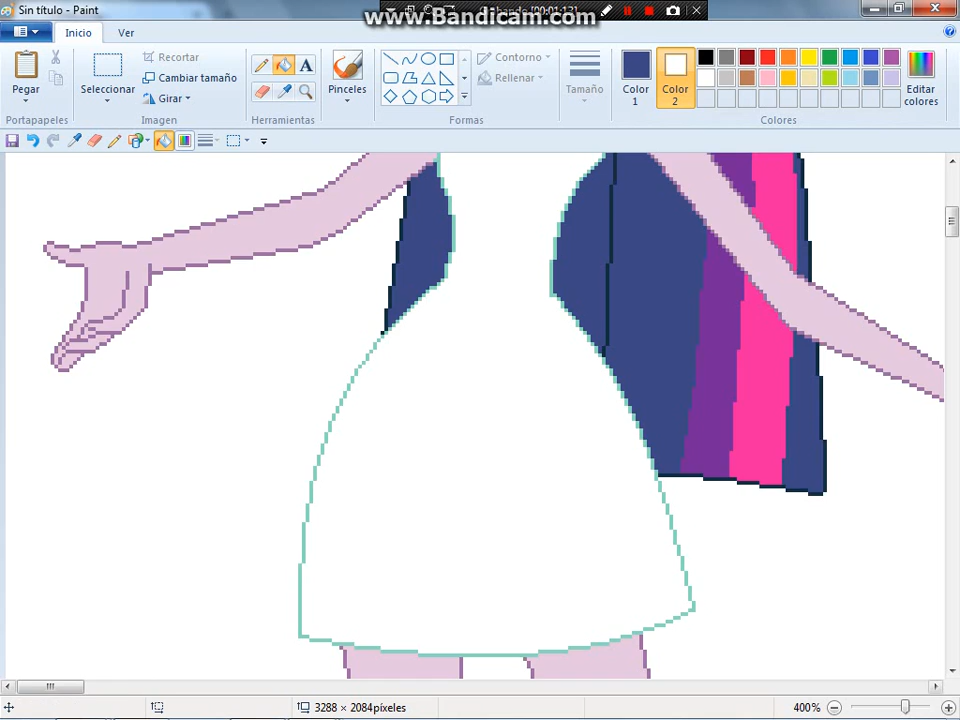 Sin título - Paint
www.Bandicam.com
Inicio
Ver
Pegar
Seleccionar
Recortar
Cambiar tamaño
Girar
A
Pinceles
Contorno
Rellenar
Tamaño
Color
1
Color
2
Editar
colores
Portapapeles
Imagen
Herramientas
Formas
Colores
3288 × 2084píxeles
400%